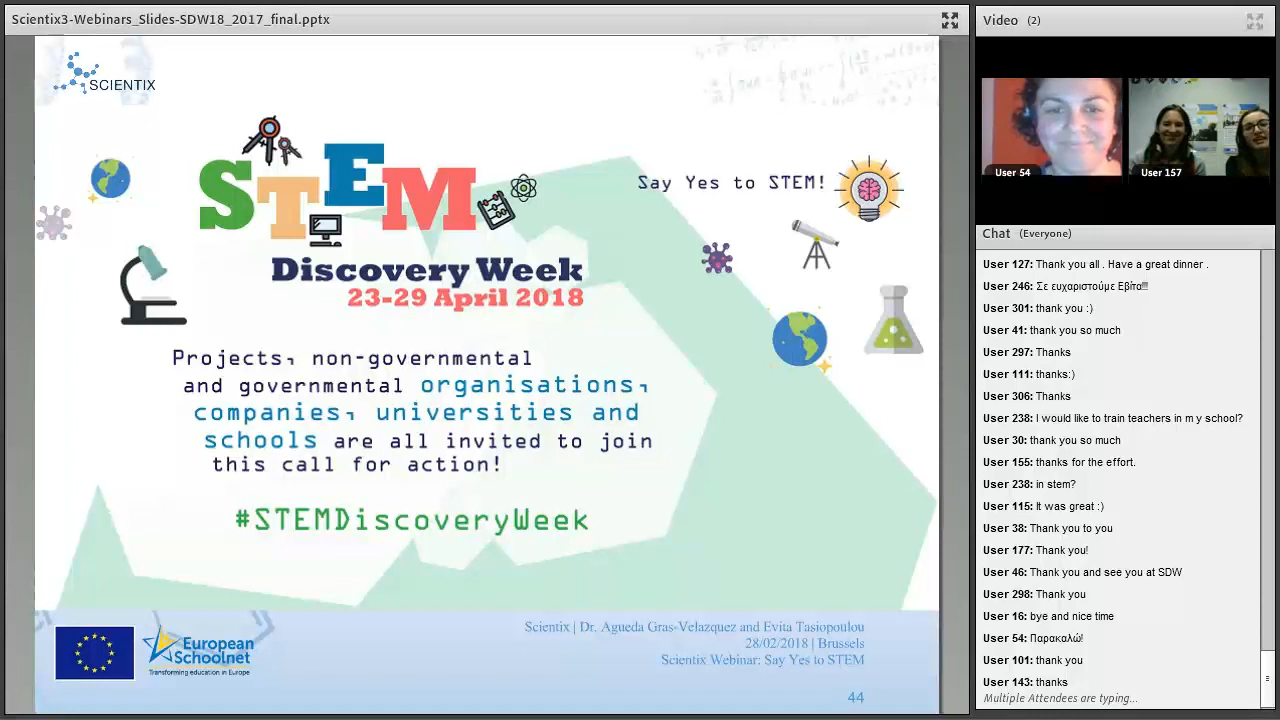 Scientix3-Webinars_Slides-SDW18_2017_final.pptx
SCIENTIX
STEM
Discovery Week
23-29 April 2018
Say Yes to STEM!
Projects, non-governmental
and governmental organisations,
companies, universities and
schools are all invited to join
this call for action!
#STEMDiscoveryWeek
European
Schoolnet
Transforming education in Europe
Scientix | Dr. Agueda Gras-Velazquez and Evita Tasiopoulou
28/02/2018 | Brussels
Scientix Webinar: Say Yes to STEM
44
Video (2)
User 54
User 157
Chat (Everyone)
User 127: Thank you all . Have a great dinner .
User 246: Σε ευχαριστούμε Εβίτα!!!
User 301: thank you :)
User 41: thank you so much
User 297: Thanks
User 111: thanks:)
User 306: Thanks
User 238: I would like to train teachers in m y school?
User 30: thank you so much
User 155: thanks for the effort.
User 238: in stem?
User 115: It was great :)
User 38: Thank you to you
User 177: Thank you!
User 46: Thank you and see you at SDW
User 298: Thank you
User 16: bye and nice time
User 54: Παρακαλώ!
User 101: thank you
User 143: thanks
Multiple Attendees are typing...